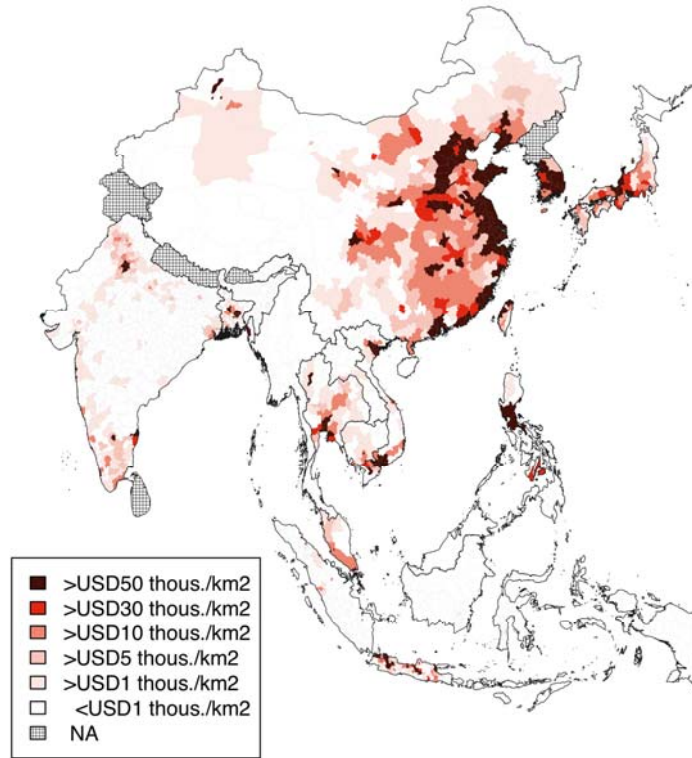 >USD50 thous./km2
>USD30 thous./km2
>USD10 thous./km2
>USD5 thous./km2
>USD1 thous./km2
<USD1 thous./km2
NA